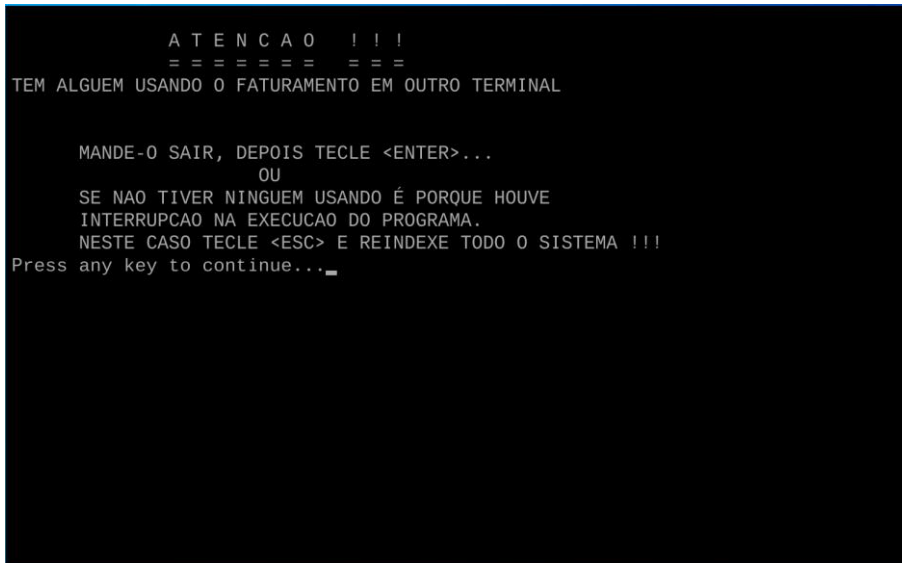 A T E N C A O   ! ! !
= = = = = = =   = = =
TEM ALGUEM USANDO O FATURAMENTO EM OUTRO TERMINAL
MANDE-O SAIR, DEPOIS TECLE <ENTER>...
OU
SE NAO TIVER NINGUEM USANDO É PORQUE HOUVE
INTERRUPCAO NA EXECUCAO DO PROGRAMA.
NESTE CASO TECLE <ESC> E REINDEXE TODO O SISTEMA !!!
Press any key to continue...